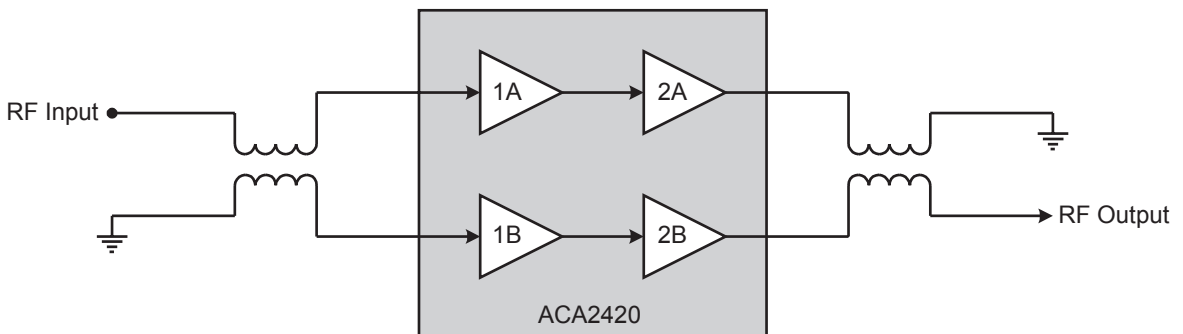 RF Input
1A
2A
1B
2B
RF Output
ACA2420